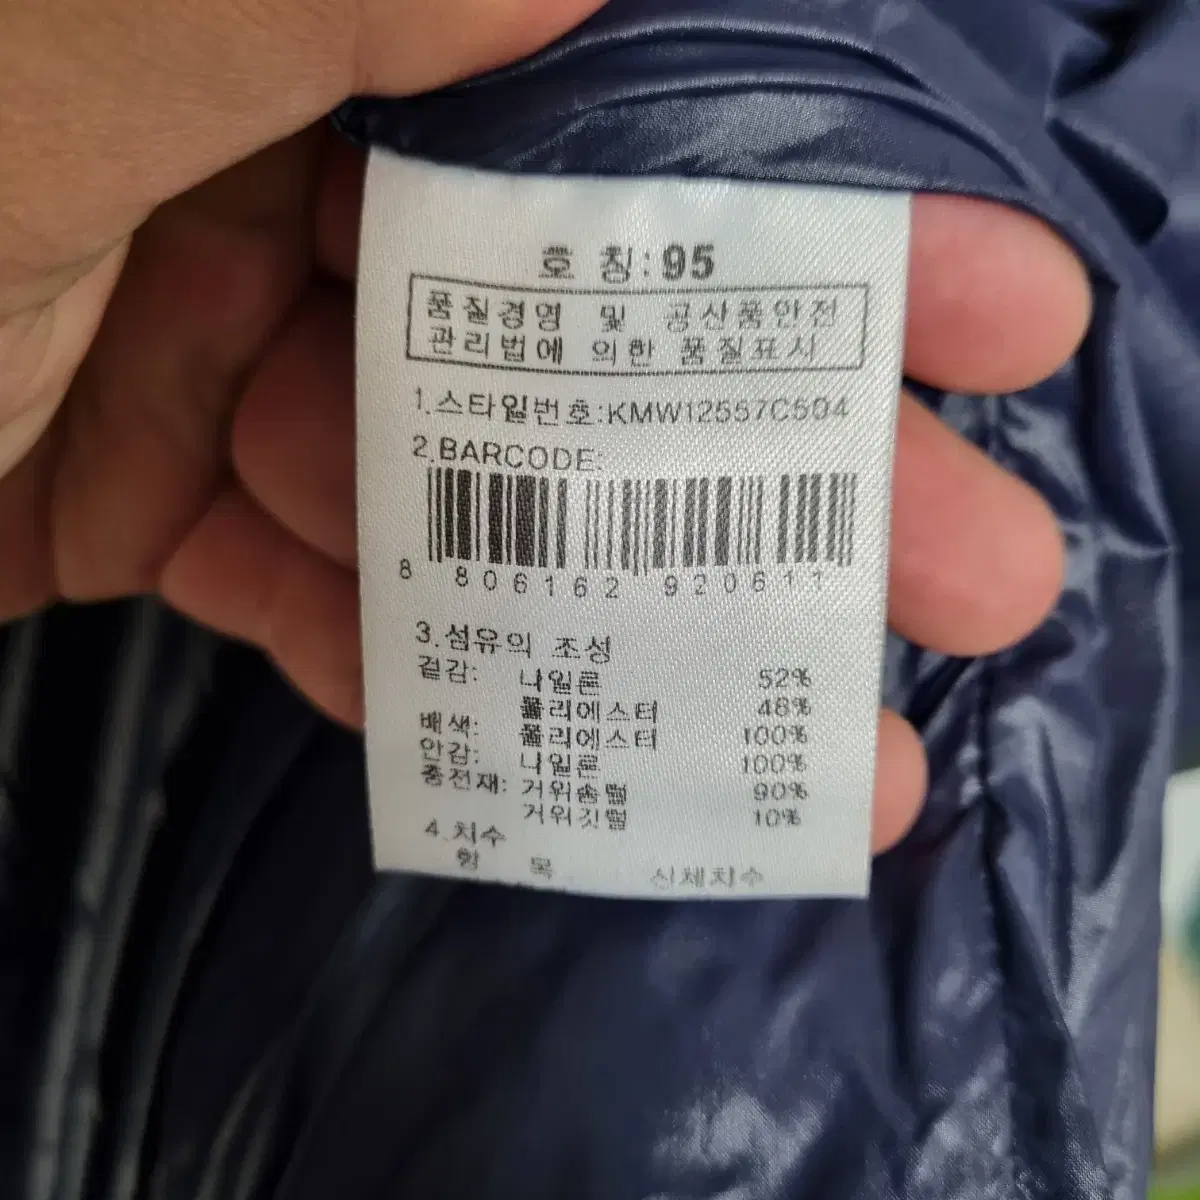 호 칭:95
품질경영 및 공산품안전
관리법에 의한 품질표시
1.스타일번호:KMW12557C504
2.BARCODE:
8 806162 920611
3.섬유의 조성
겉감: 나일론 52%
폴리에스터 48%
배색: 폴리에스터 100%
안감: 나일론 100%
충전재: 거위솜털 90%
거위깃털 10%
4.치수
항 목 신체치수